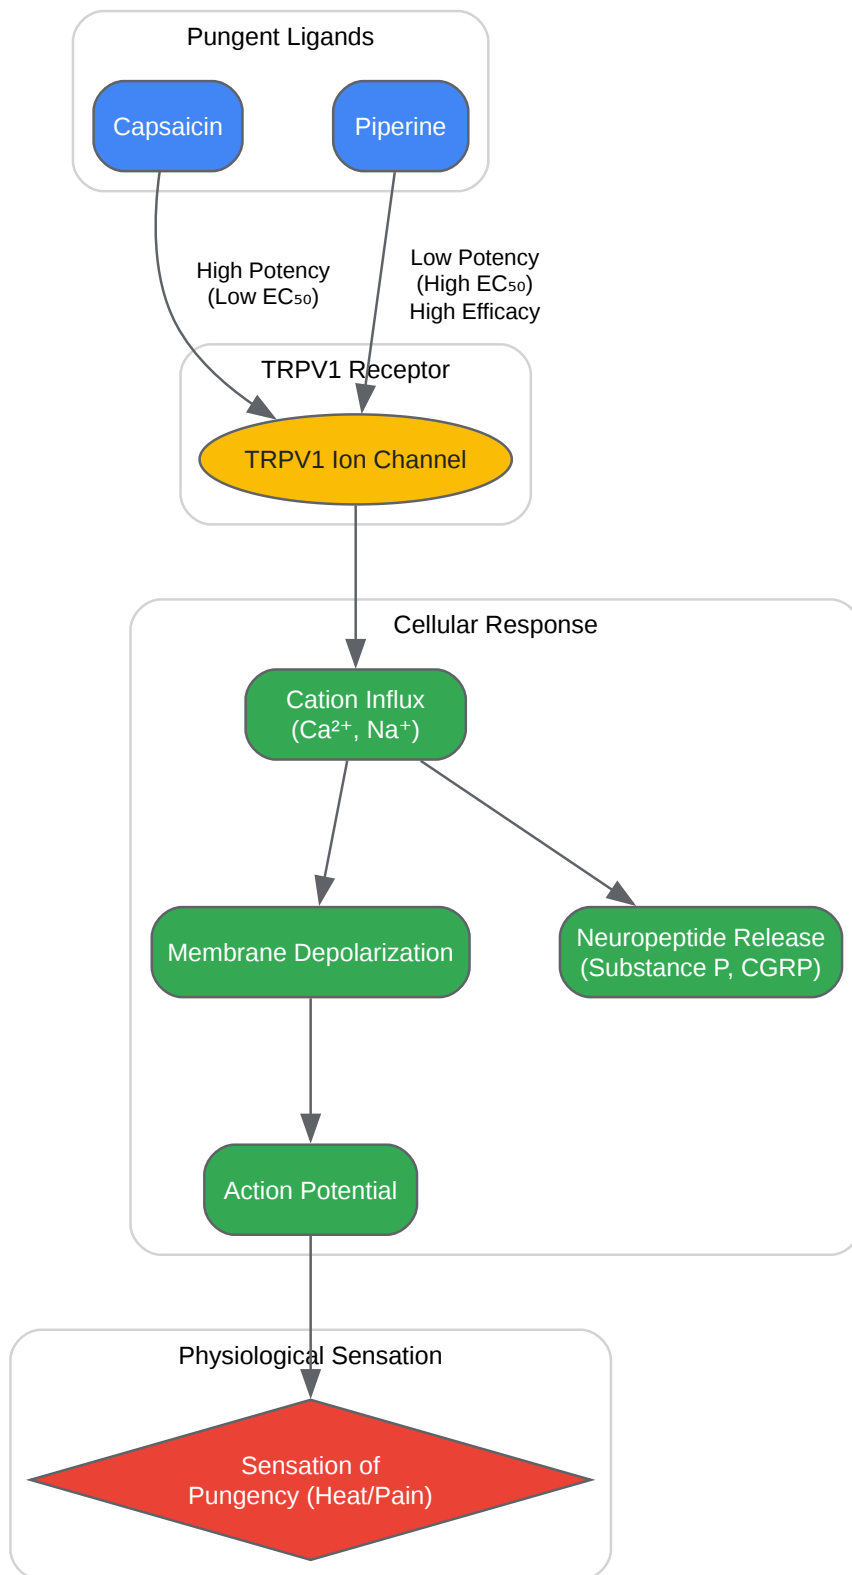 Pungent Ligands
Capsaicin
Piperine
High Potency
(Low EC₅₀)
Low Potency
(High EC₅₀)
High Efficacy
TRPV1 Receptor
TRPV1 Ion Channel
Cellular Response
Cation Influx
(Ca²⁺, Na⁺)
Membrane Depolarization
Neuropeptide Release
(Substance P, CGRP)
Action Potential
Physiological Sensation
Sensation of
Pungency (Heat/Pain)